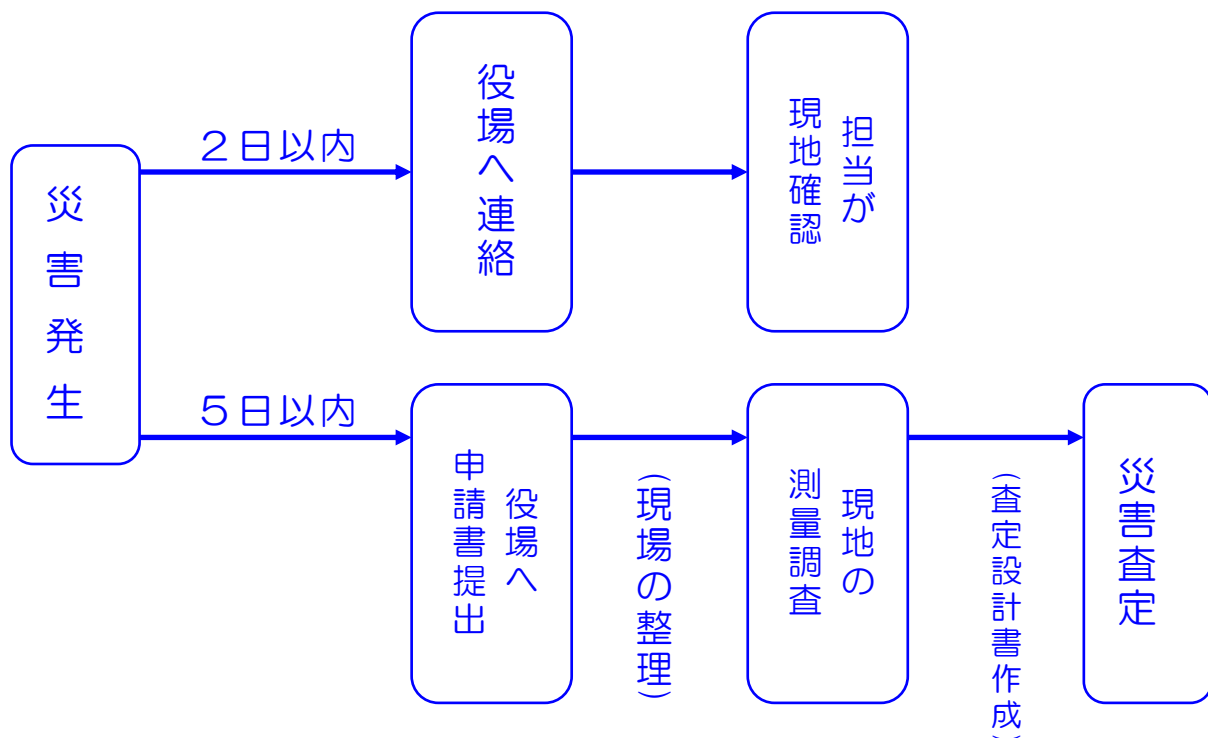 災害発生
２日以内
役場へ連絡
担当が
現地確認
５日以内
役場へ
申請書提出
（現場の整理）
現地の
測量調査
（査定設計書作成）
災害査定